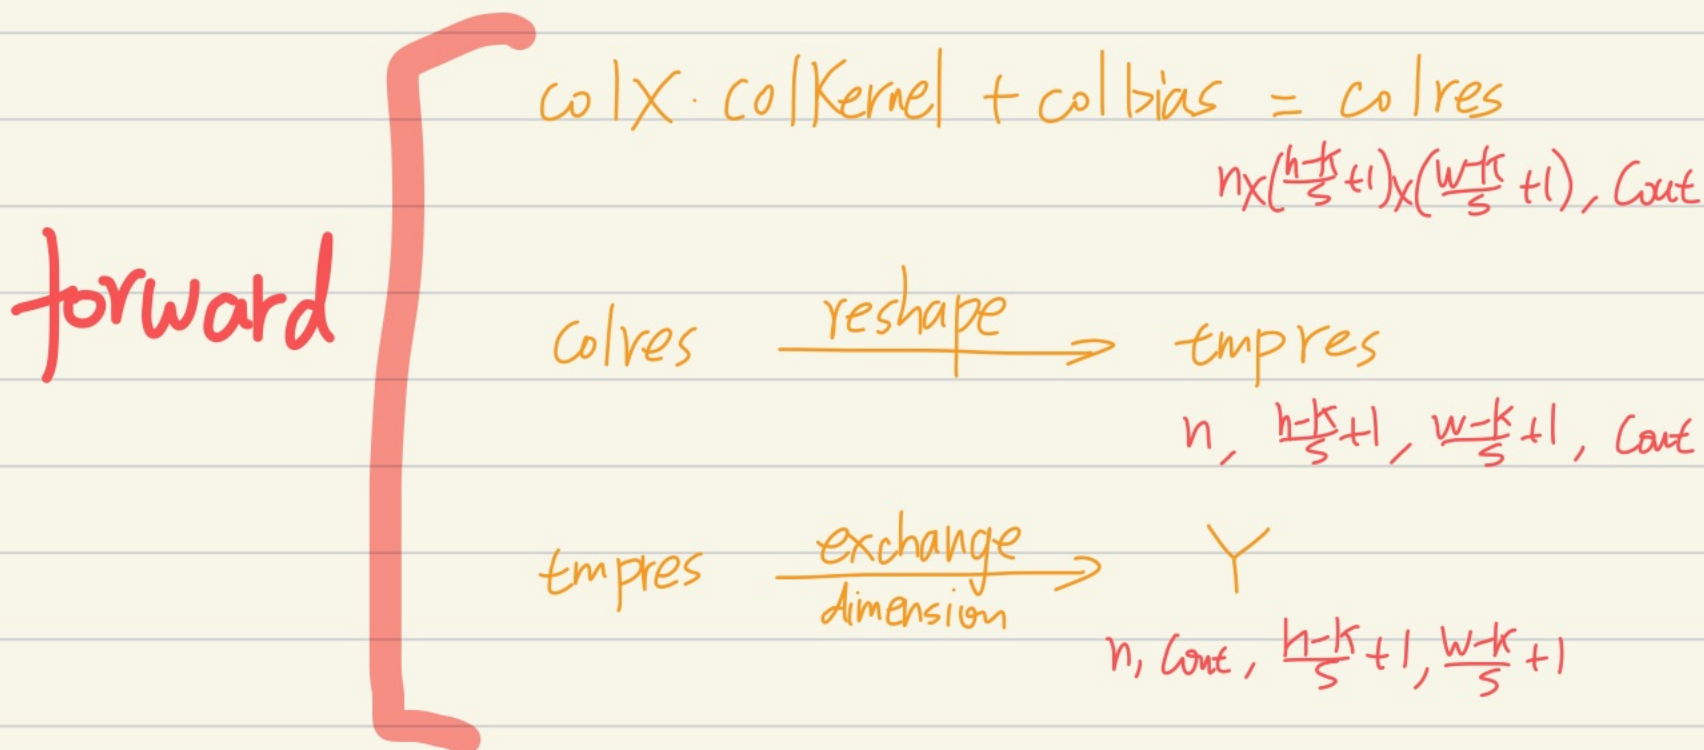 forward
colX · colKernel + colbias = colres
n×(h-k/s +1)×(w-k/s +1), Cout
colres reshape tmpres
n, h-k/s +1, w-k/s +1, Cout
tmpres exchange dimension Y
n, Cout, h-k/s +1, w-k/s +1